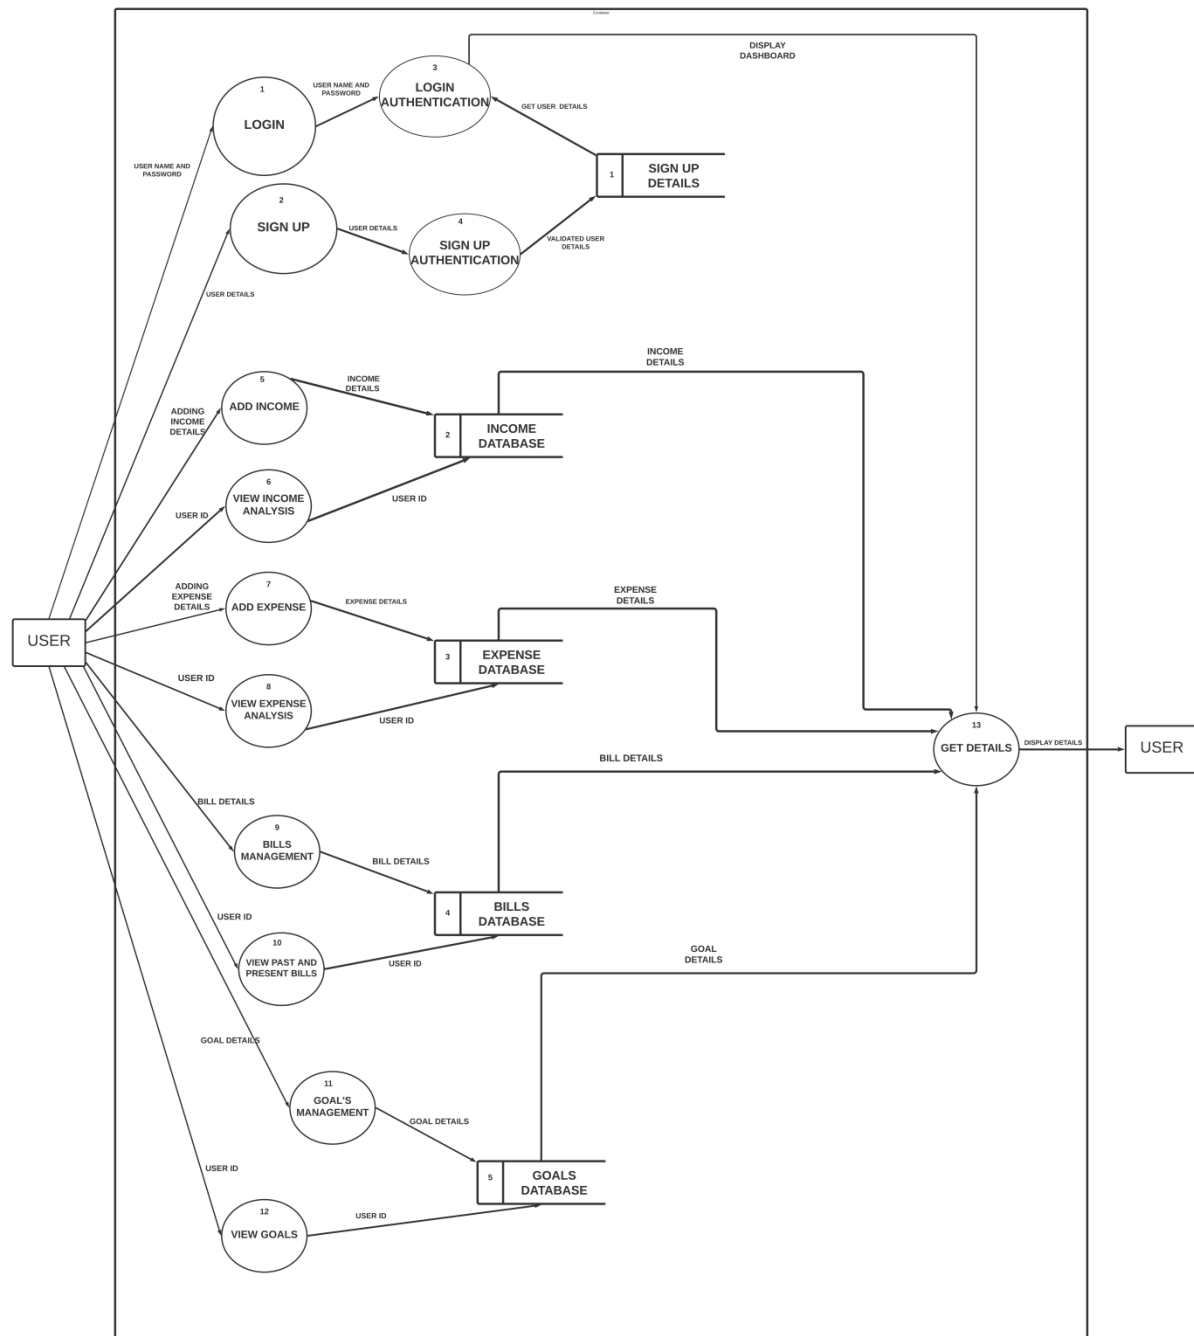 Container
DISPLAY
DASHBOARD
3
LOGIN
AUTHENTICATION
USER NAME AND
PASSWORD
1
LOGIN
GET USER DETAILS
USER NAME AND
PASSWORD
1
SIGN UP
DETAILS
2
SIGN UP
USER DETAILS
4
SIGN UP
AUTHENTICATION
VALIDATED USER
DETAILS
USER DETAILS
INCOME
DETAILS
5
ADD INCOME
INCOME
DETAILS
ADDING
INCOME
DETAILS
2
INCOME
DATABASE
6
VIEW INCOME
ANALYSIS
USER ID
USER ID
7
ADD EXPENSE
ADDING
EXPENSE
DETAILS
EXPENSE DETAILS
EXPENSE
DETAILS
USER
3
EXPENSE
DATABASE
USER ID
8
VIEW EXPENSE
ANALYSIS
USER ID
13
GET DETAILS
DISPLAY DETAILS
USER
BILL DETAILS
BILL DETAILS
9
BILLS
MANAGEMENT
BILL DETAILS
4
BILLS
DATABASE
USER ID
10
VIEW PAST AND
PRESENT BILLS
USER ID
GOAL
DETAILS
GOAL DETAILS
11
GOAL'S
MANAGEMENT
GOAL DETAILS
5
GOALS
DATABASE
USER ID
12
VIEW GOALS
USER ID